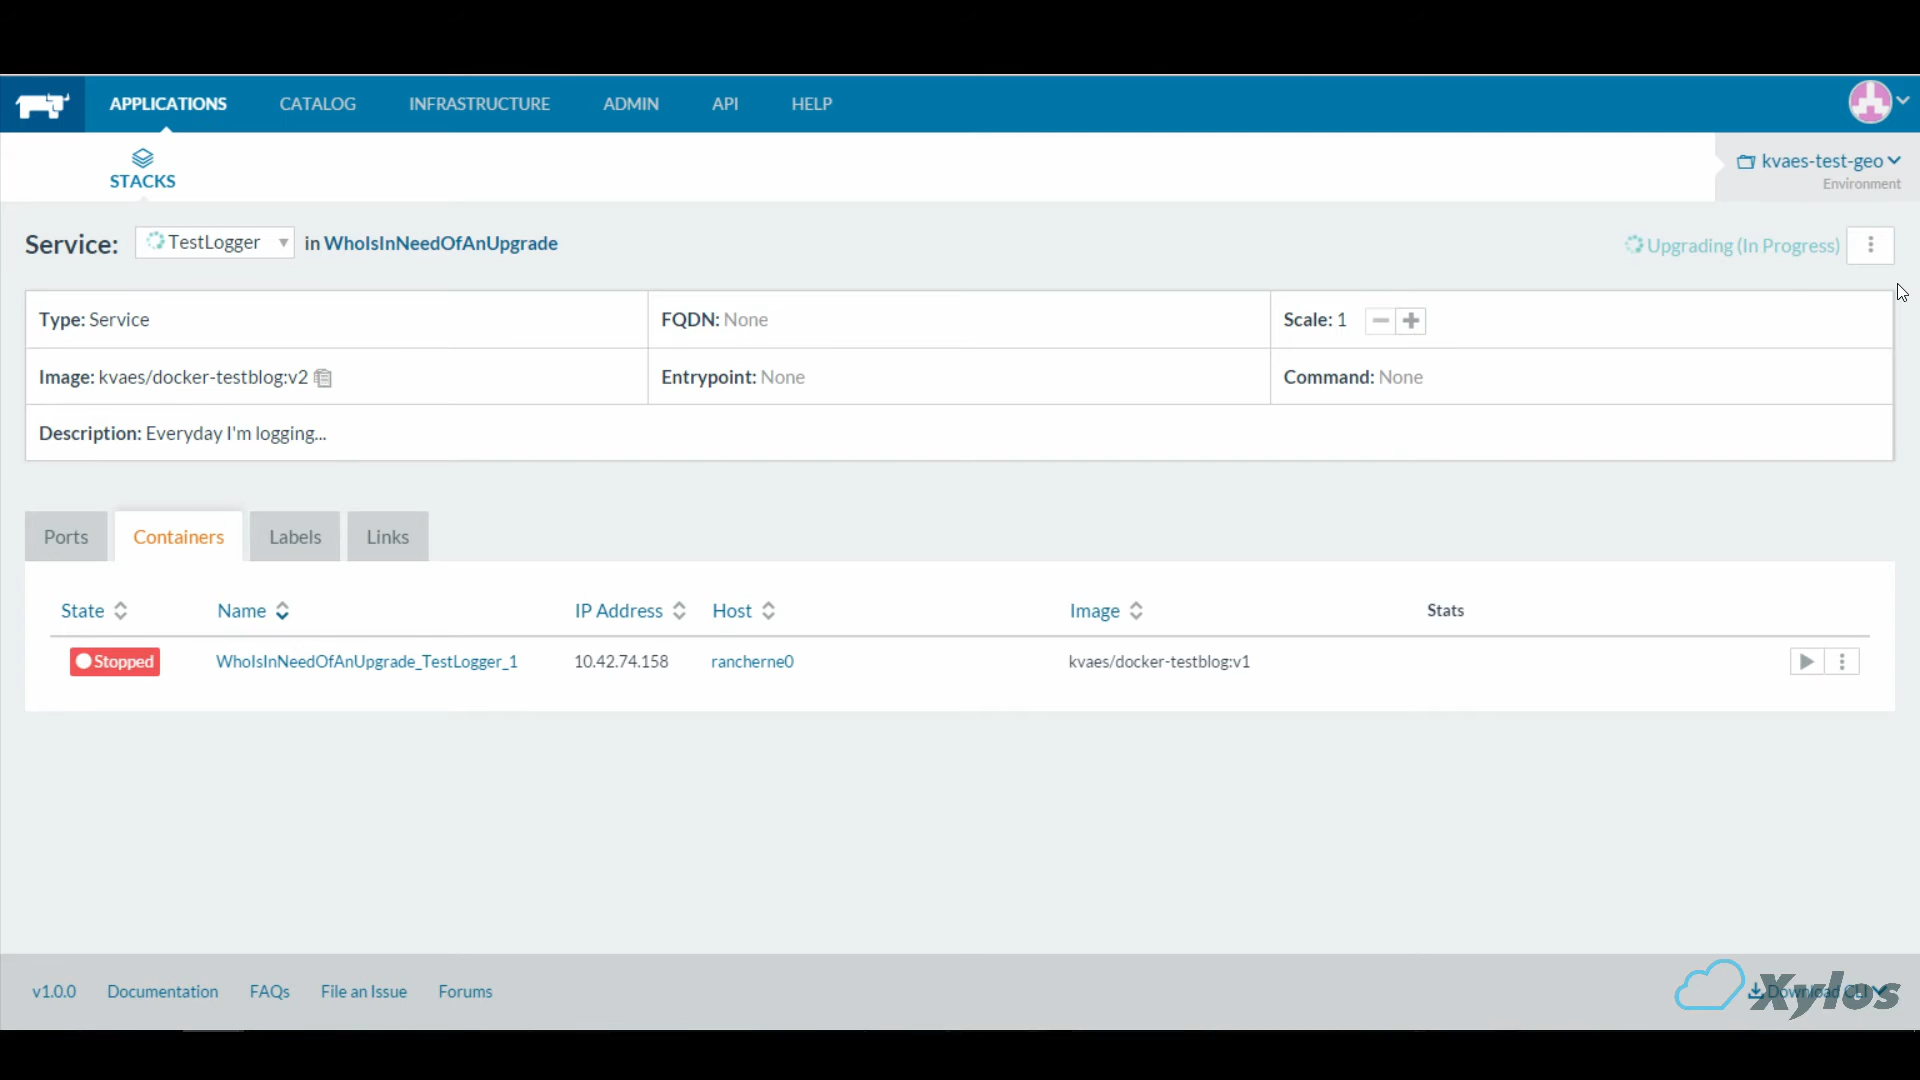 APPLICATIONS CATALOG INFRASTRUCTURE ADMIN API HELP
STACKS
kvaes-test-geo
Environment
Service: TestLogger in WhoIsInNeedOfAnUpgrade
Upgrading (In Progress)
Type: Service FQDN: None Scale: 1
Image: kvaes/docker-testblog:v2 Entrypoint: None Command: None
Description: Everyday I'm logging...
Ports Containers Labels Links
State Name IP Address Host Image Stats
Stopped WhoIsInNeedOfAnUpgrade_TestLogger_1 10.42.74.158 rancherne0 kvaes/docker-testblog:v1
v1.0.0 Documentation FAQs File an Issue Forums Download CLI
Xylos